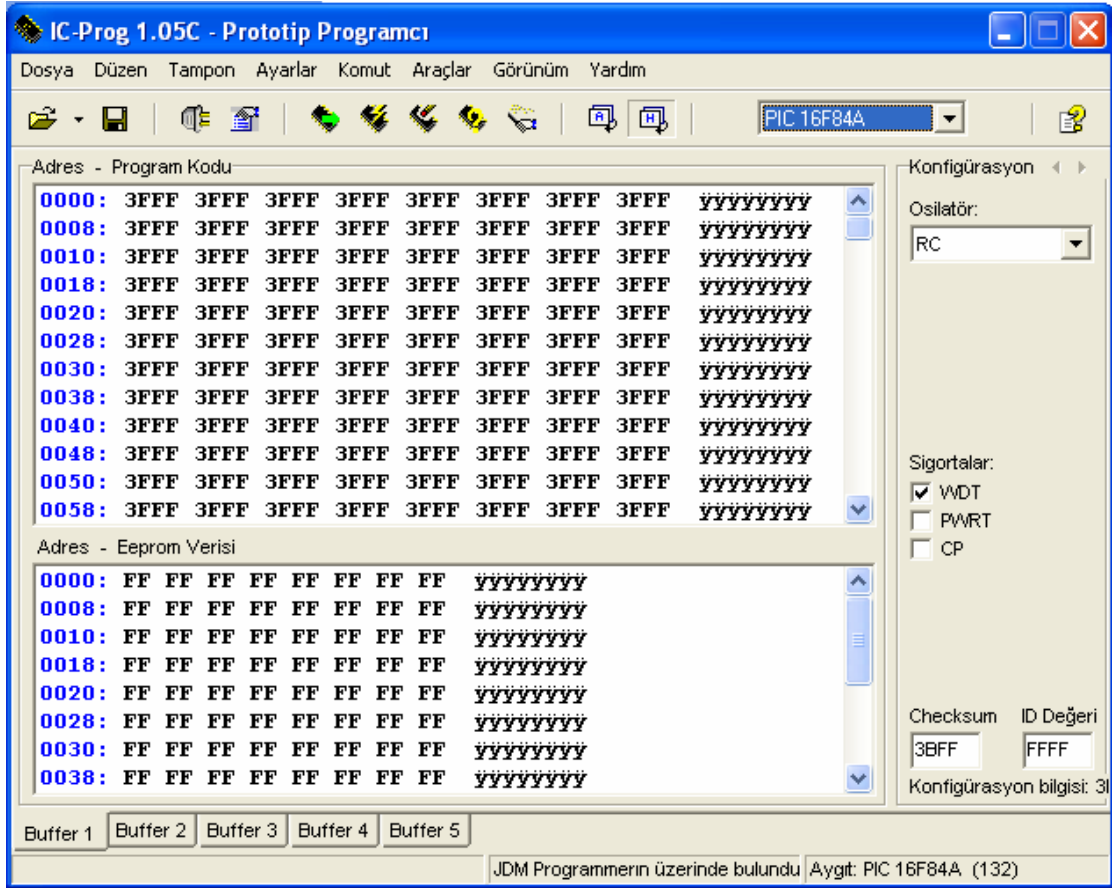 IC-Prog 1.05C - Prototip Programcı
Dosya Düzen Tampon Ayarlar Komut Araçlar Görünüm Yardım
PIC 16F84A
Adres - Program Kodu
0000: 3FFF 3FFF 3FFF 3FFF 3FFF 3FFF 3FFF 3FFF ÿÿÿÿÿÿÿÿ
0008: 3FFF 3FFF 3FFF 3FFF 3FFF 3FFF 3FFF 3FFF ÿÿÿÿÿÿÿÿ
0010: 3FFF 3FFF 3FFF 3FFF 3FFF 3FFF 3FFF 3FFF ÿÿÿÿÿÿÿÿ
0018: 3FFF 3FFF 3FFF 3FFF 3FFF 3FFF 3FFF 3FFF ÿÿÿÿÿÿÿÿ
0020: 3FFF 3FFF 3FFF 3FFF 3FFF 3FFF 3FFF 3FFF ÿÿÿÿÿÿÿÿ
0028: 3FFF 3FFF 3FFF 3FFF 3FFF 3FFF 3FFF 3FFF ÿÿÿÿÿÿÿÿ
0030: 3FFF 3FFF 3FFF 3FFF 3FFF 3FFF 3FFF 3FFF ÿÿÿÿÿÿÿÿ
0038: 3FFF 3FFF 3FFF 3FFF 3FFF 3FFF 3FFF 3FFF ÿÿÿÿÿÿÿÿ
0040: 3FFF 3FFF 3FFF 3FFF 3FFF 3FFF 3FFF 3FFF ÿÿÿÿÿÿÿÿ
0048: 3FFF 3FFF 3FFF 3FFF 3FFF 3FFF 3FFF 3FFF ÿÿÿÿÿÿÿÿ
0050: 3FFF 3FFF 3FFF 3FFF 3FFF 3FFF 3FFF 3FFF ÿÿÿÿÿÿÿÿ
0058: 3FFF 3FFF 3FFF 3FFF 3FFF 3FFF 3FFF 3FFF ÿÿÿÿÿÿÿÿ
Adres - Eeprom Verisi
0000: FF FF FF FF FF FF FF FF ÿÿÿÿÿÿÿÿ
0008: FF FF FF FF FF FF FF FF ÿÿÿÿÿÿÿÿ
0010: FF FF FF FF FF FF FF FF ÿÿÿÿÿÿÿÿ
0018: FF FF FF FF FF FF FF FF ÿÿÿÿÿÿÿÿ
0020: FF FF FF FF FF FF FF FF ÿÿÿÿÿÿÿÿ
0028: FF FF FF FF FF FF FF FF ÿÿÿÿÿÿÿÿ
0030: FF FF FF FF FF FF FF FF ÿÿÿÿÿÿÿÿ
0038: FF FF FF FF FF FF FF FF ÿÿÿÿÿÿÿÿ
Konfigürasyon
Osilatör:
RC
Sigortalar:
WDT
PWRT
CP
Checksum ID Değeri
3BFF FFFF
Konfigürasyon bilgisi:
Buffer 1 Buffer 2 Buffer 3 Buffer 4 Buffer 5
JDM Programmerın üzerinde bulundu Aygıt: PIC 16F84A (132)